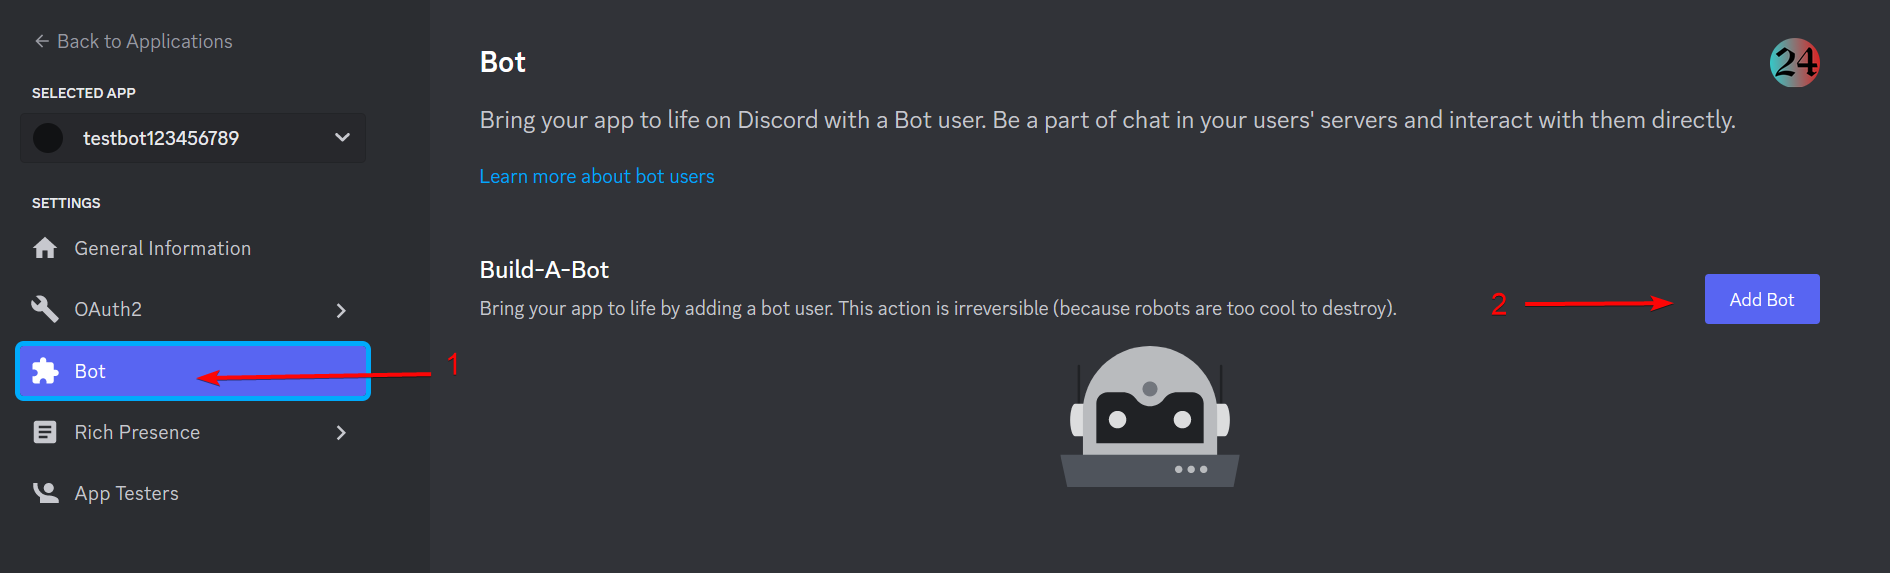 ← Back to Applications
SELECTED APP
testbot123456789
SETTINGS
General Information
OAuth2
Bot
Rich Presence
App Testers
1
Bot
24
Bring your app to life on Discord with a Bot user. Be a part of chat in your users' servers and interact with them directly.
Learn more about bot users
Build-A-Bot
Bring your app to life by adding a bot user. This action is irreversible (because robots are too cool to destroy).
2
Add Bot